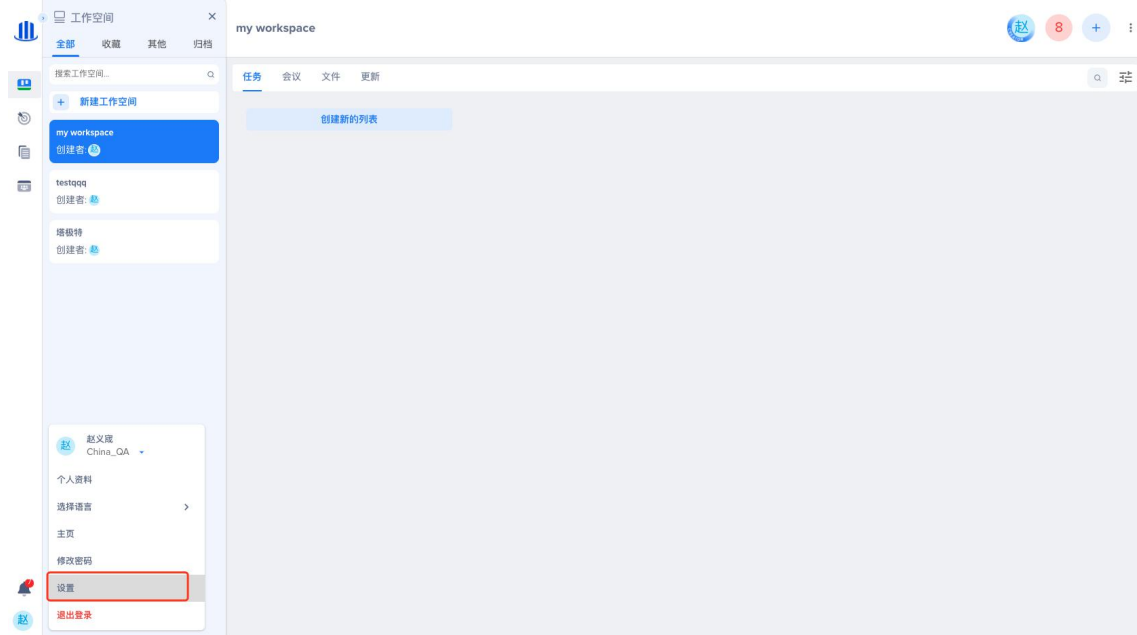 工作空间
全部 收藏 其他 归档
搜索工作空间...
+ 新建工作空间
my workspace
创建者: 赵
testqqq
创建者: 赵
塔极特
创建者: 赵
赵 赵义宬
China_QA
个人资料
选择语言
主页
修改密码
设置
退出登录
赵
my workspace
赵 8 +
任务 会议 文件 更新
创建新的列表